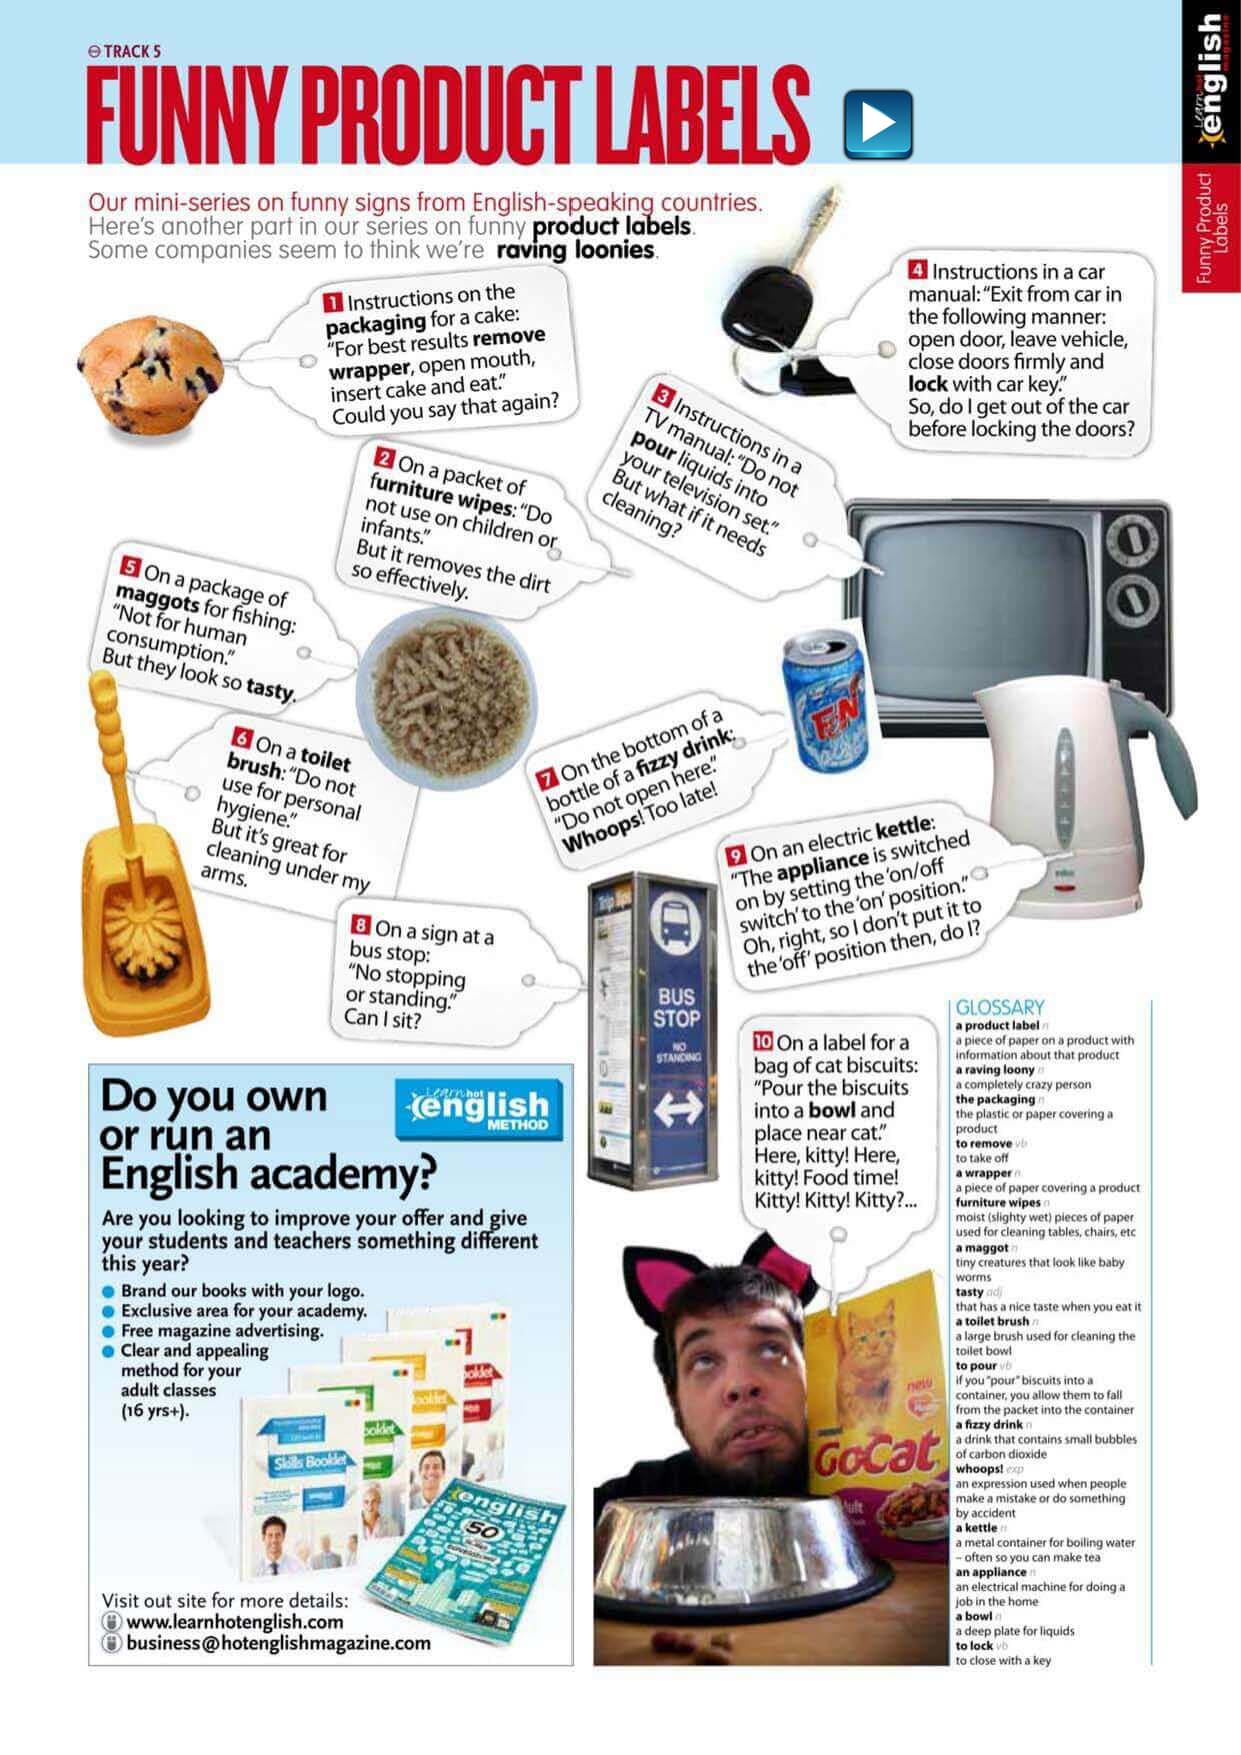 TRACK 5
FUNNY PRODUCT LABELS
Learn hot
english
magazine
Funny Product
Labels
Our mini-series on funny signs from English-speaking countries.
Here's another part in our series on funny product labels.
Some companies seem to think we're raving loonies.
1 Instructions on the
packaging for a cake:
"For best results remove
wrapper, open mouth,
insert cake and eat."
Could you say that again?
2 On a packet of
furniture wipes: "Do
not use on children or
infants."
But it removes the dirt
so effectively.
3 Instructions in a
TV manual: "Do not
pour liquids into
your television set."
But what if it needs
cleaning?
4 Instructions in a car
manual: "Exit from car in
the following manner:
open door, leave vehicle,
close doors firmly and
lock with car key."
So, do I get out of the car
before locking the doors?
5 On a package of
maggots for fishing:
"Not for human
consumption."
But they look so tasty.
6 On a toilet
brush: "Do not
use for personal
hygiene."
But it's great for
cleaning under my
arms.
7 On the bottom of a
bottle of a fizzy drink:
"Do not open here."
Whoops! Too late!
8 On a sign at a
bus stop:
"No stopping
or standing."
Can I sit?
BUS
STOP
NO
STANDING
9 On an electric kettle:
"The appliance is switched
on by setting the 'on/off
switch' to the 'on' position."
Oh, right, so I don't put it to
the 'off' position then, do I?
10 On a label for a
bag of cat biscuits:
"Pour the biscuits
into a bowl and
place near cat."
Here, kitty! Here,
kitty! Food time!
Kitty! Kitty! Kitty?...
new
GoCat
GLOSSARY
a product label n
a piece of paper on a product with
information about that product
a raving loony n
a completely crazy person
the packaging n
the plastic or paper covering a
product
to remove vb
to take off
a wrapper n
a piece of paper covering a product
furniture wipes n
moist (slighty wet) pieces of paper
used for cleaning tables, chairs, etc
a maggot n
tiny creatures that look like baby
worms
tasty adj
that has a nice taste when you eat it
a toilet brush n
a large brush used for cleaning the
toilet bowl
to pour vb
if you "pour" biscuits into a
container, you allow them to fall
from the packet into the container
a fizzy drink n
a drink that contains small bubbles
of carbon dioxide
whoops! exp
an expression used when people
make a mistake or do something
by accident
a kettle n
a metal container for boiling water
– often so you can make tea
an appliance n
an electrical machine for doing a
job in the home
a bowl n
a deep plate for liquids
to lock vb
to close with a key
Do you own
or run an
English academy?
Learn hot
english
METHOD
Are you looking to improve your offer and give
your students and teachers something different
this year?
Brand our books with your logo.
Exclusive area for your academy.
Free magazine advertising.
Clear and appealing
method for your
adult classes
(16 yrs+).
Skills Booklet
english
50
Visit out site for more details:
www.learnhotenglish.com
business@hotenglishmagazine.com